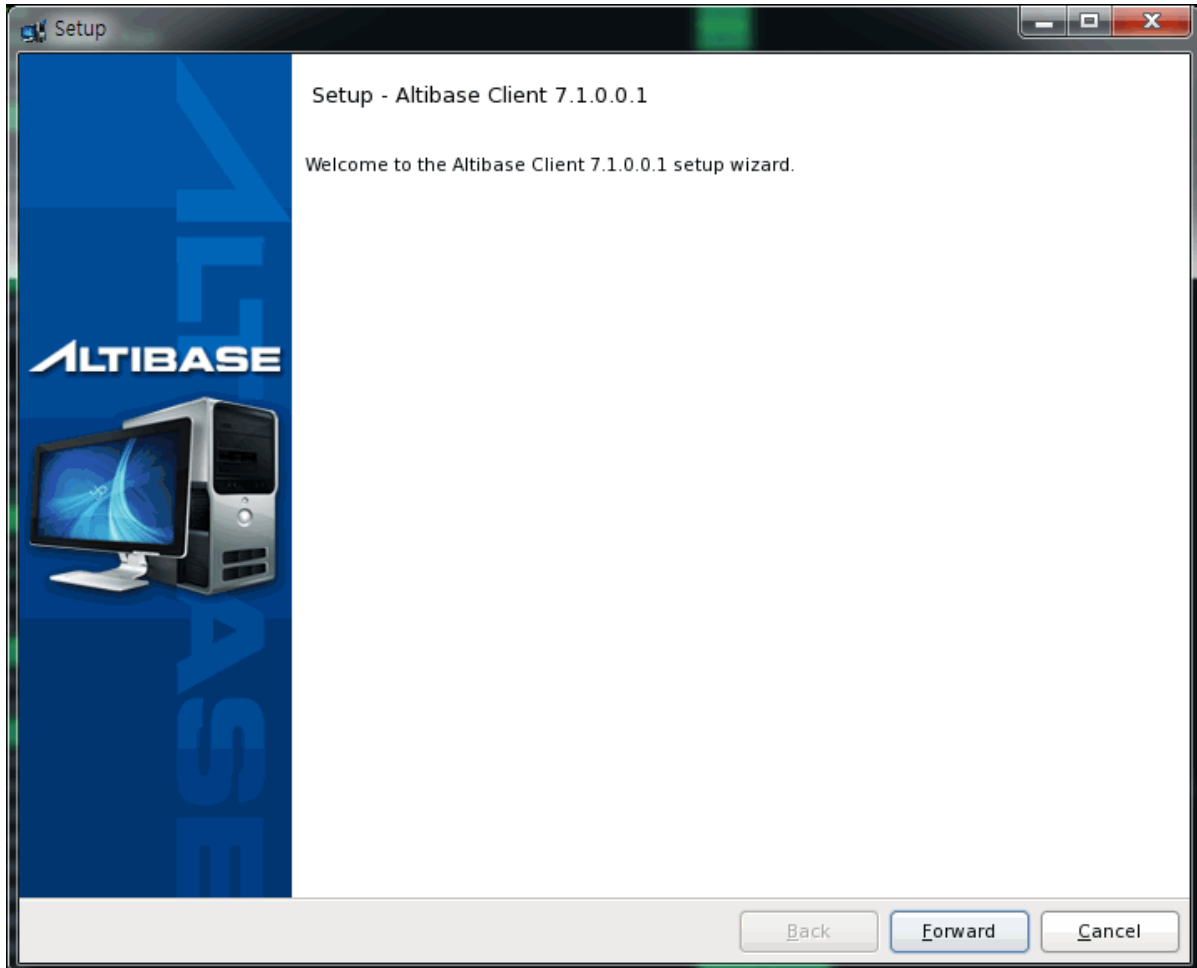 Setup
Setup - Altibase Client 7.1.0.0.1
Welcome to the Altibase Client 7.1.0.0.1 setup wizard.
ALTIBASE
ALTIBASE
Back
Forward
Cancel